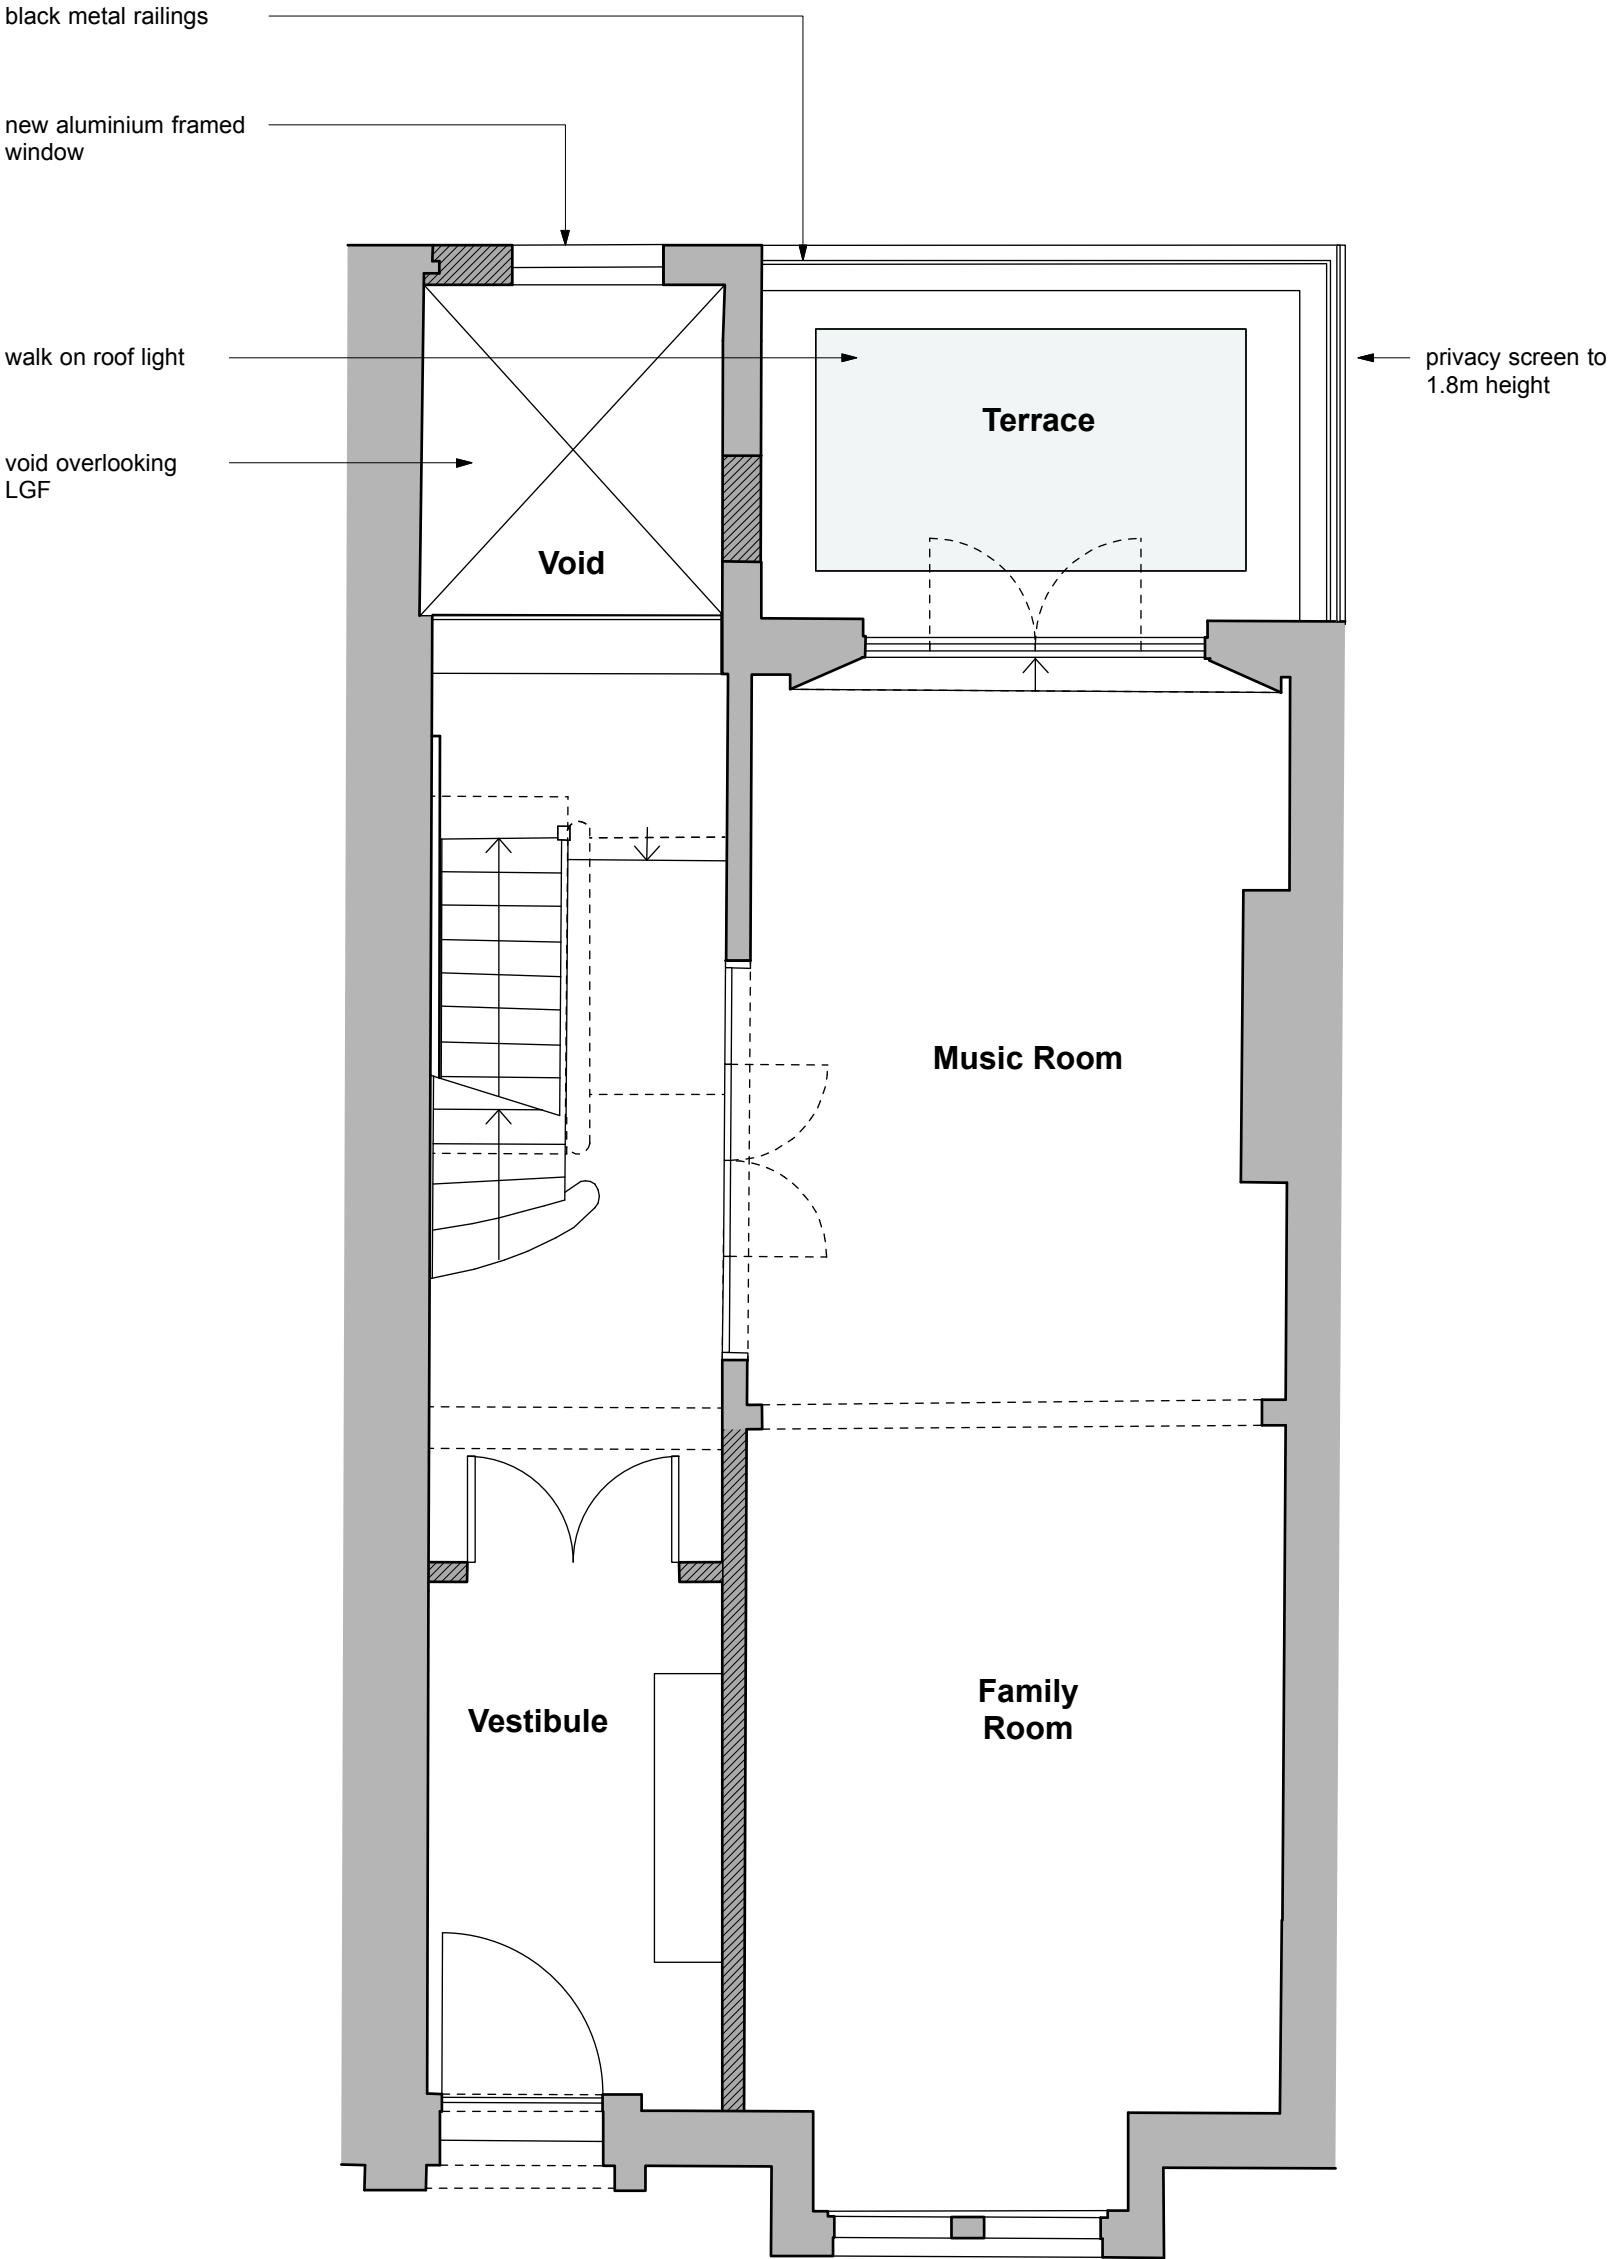 black metal railings
new aluminium framed
window
walk on roof light
privacy screen to
1.8m height
Terrace
void overlooking
LGF
Void
Music Room
Family
Room
Vestibule